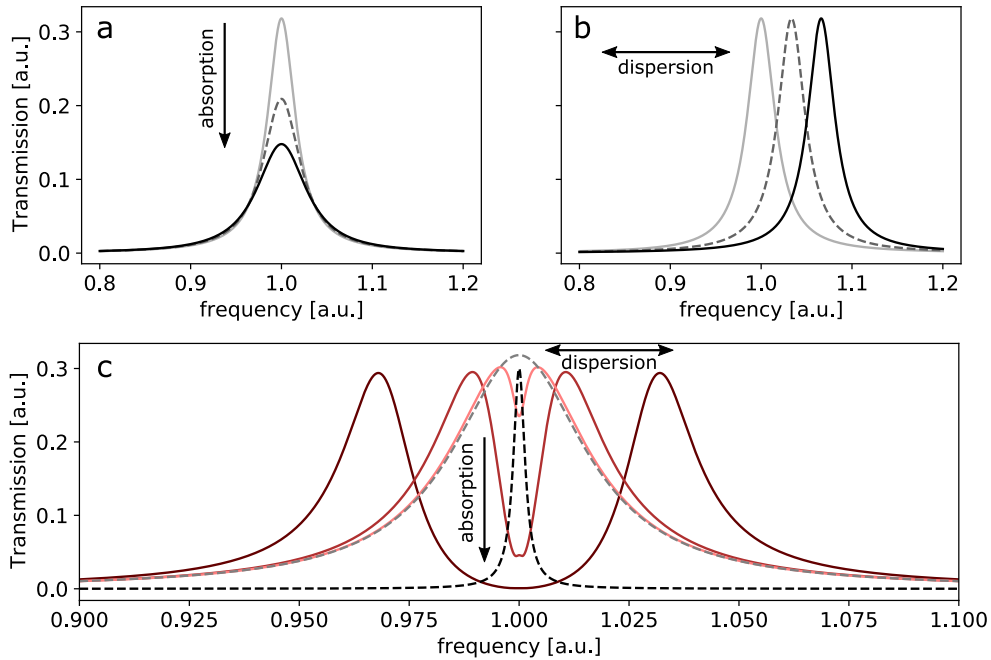 a
absorption
Transmission [a.u.]
0.3
0.2
0.1
0.0
0.8 0.9 1.0 1.1 1.2
frequency [a.u.]
b
dispersion
0.8 0.9 1.0 1.1 1.2
frequency [a.u.]
c
dispersion
absorption
Transmission [a.u.]
0.3
0.2
0.1
0.0
0.900 0.925 0.950 0.975 1.000 1.025 1.050 1.075 1.100
frequency [a.u.]